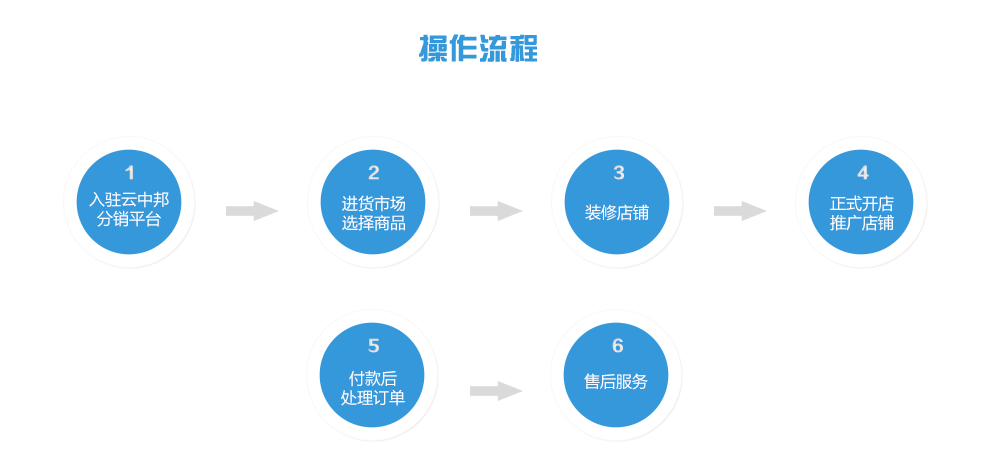 操作流程
1
入驻云中邦
分销平台
2
进货市场
选择商品
3
装修店铺
4
正式开店
推广店铺
5
付款后
处理订单
6
售后服务